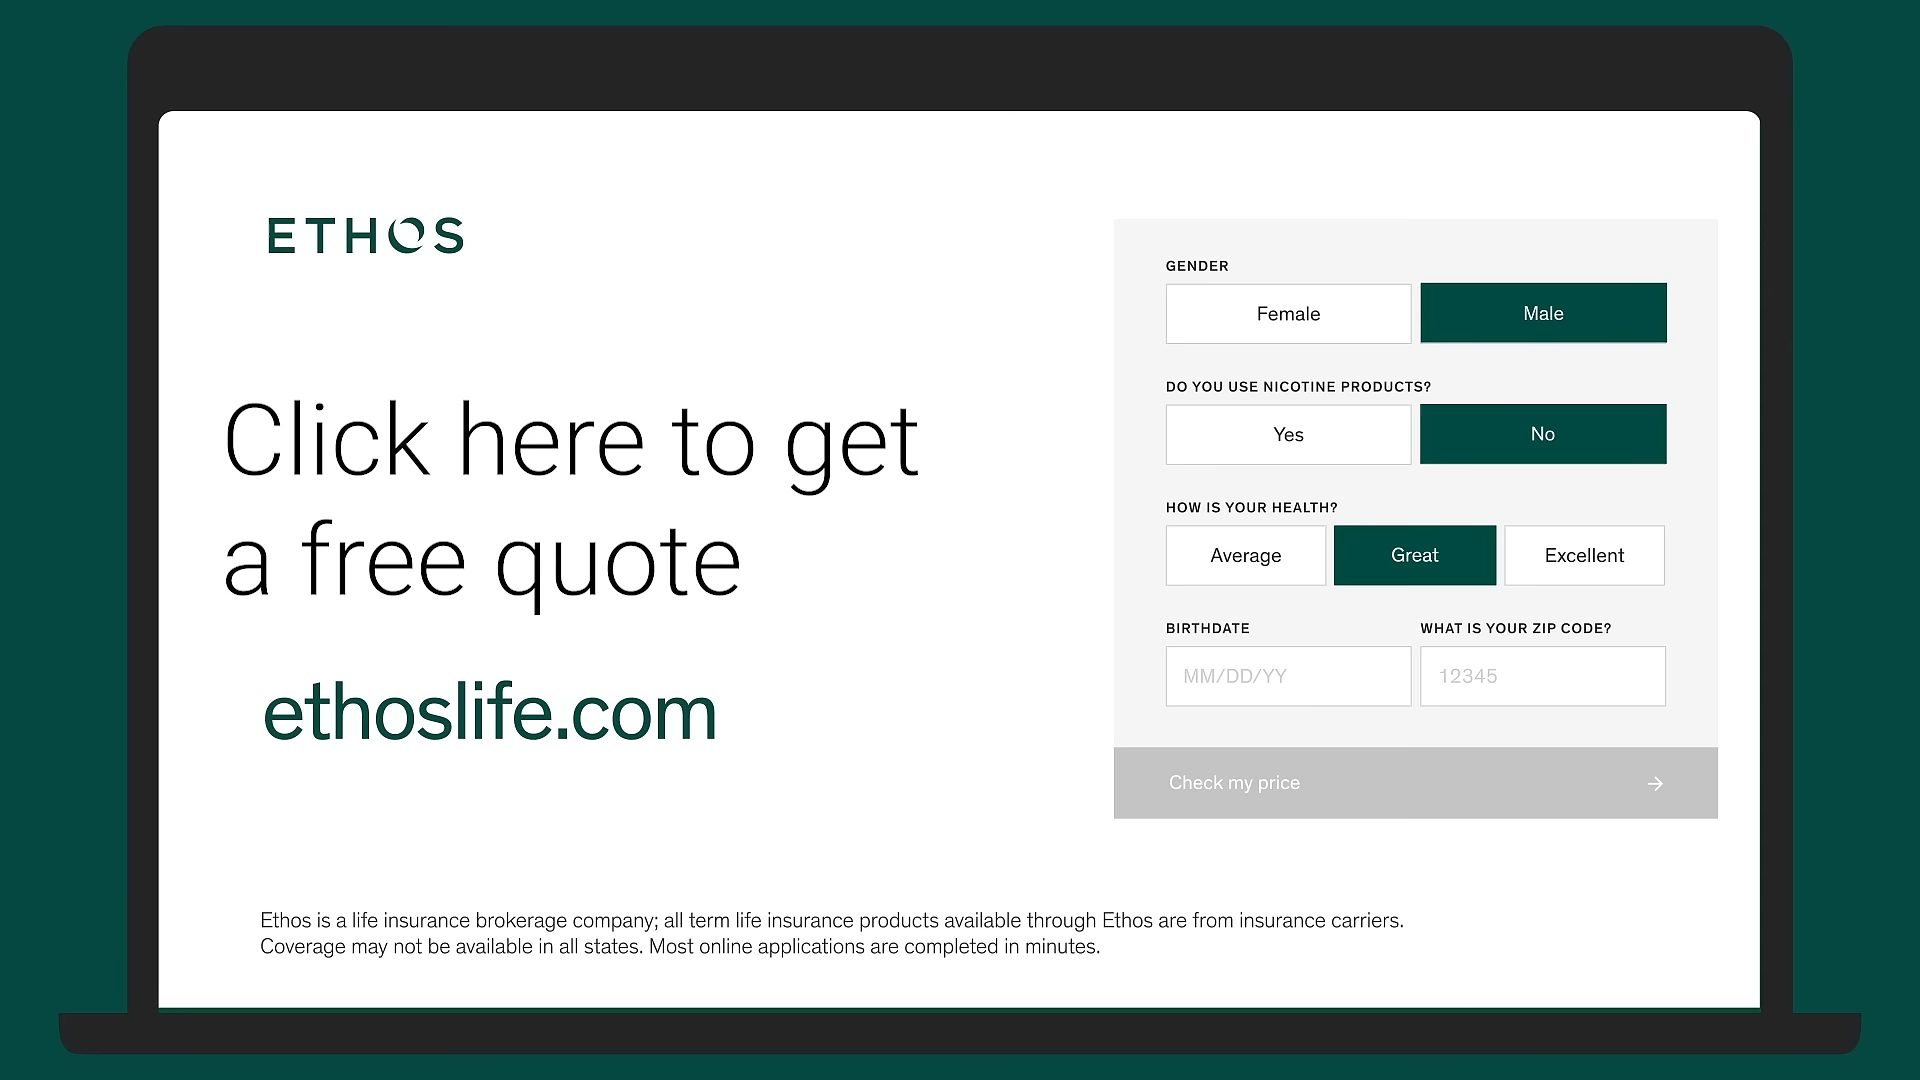 ETHOS
Click here to get
a free quote
ethoslife.com
GENDER
Female
Male
DO YOU USE NICOTINE PRODUCTS?
Yes
No
HOW IS YOUR HEALTH?
Average
Great
Excellent
BIRTHDATE
WHAT IS YOUR ZIP CODE?
MM/DD/YY
12345
Check my price
Ethos is a life insurance brokerage company; all term life insurance products available through Ethos are from insurance carriers.
Coverage may not be available in all states. Most online applications are completed in minutes.